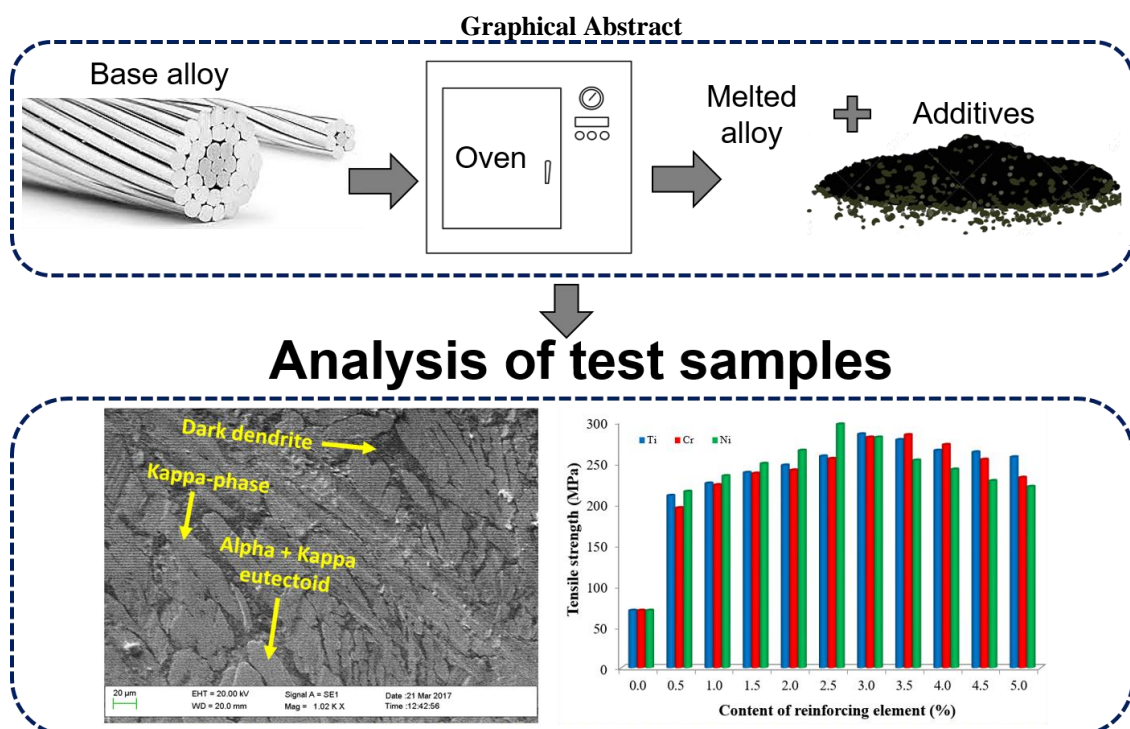 Graphical Abstract
Base alloy
Oven
Melted
alloy
Additives
Analysis of test samples
Dark dendrite
Kappa-phase
Alpha + Kappa
eutectoid
20 µm
EHT = 20.00 kV
WD = 20.0 mm
Signal A = SE1
Mag = 1.02 K X
Date :21 Mar 2017
Time :12:42:56
Ti
Cr
Ni
Tensile strength (MPa)
300
250
200
150
100
50
0
0.0 0.5 1.0 1.5 2.0 2.5 3.0 3.5 4.0 4.5 5.0
Content of reinforcing element (%)